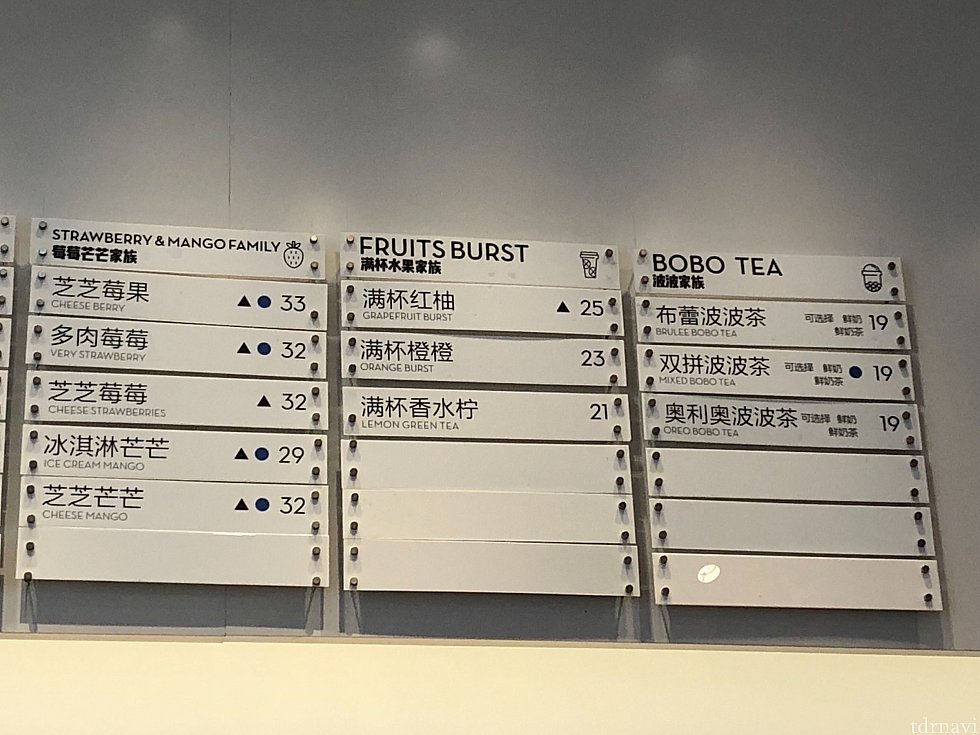 STRAWBERRY & MANGO FAMILY
莓莓芒芒家族
芝芝莓果 ▲ ● 33
CHEESE BERRY
多肉莓莓 ▲ ● 32
VERY STRAWBERRY
芝芝莓莓 ▲ 32
CHEESE STRAWBERRIES
冰淇淋芒芒 ▲ ● 29
ICE CREAM MANGO
芝芝芒芒 ▲ ● 32
CHEESE MANGO
FRUITS BURST
满杯水果家族
满杯红柚 ▲ 25
GRAPEFRUIT BURST
满杯橙橙 23
ORANGE BURST
满杯香水柠 21
LEMON GREEN TEA
BOBO TEA
波波家族
布蕾波波茶 可选择 鲜奶 19
BRULEE BOBO TEA 鲜奶茶
双拼波波茶 可选择 鲜奶 ● 19
MIXED BOBO TEA 鲜奶茶
奥利奥波波茶 可选择 鲜奶 19
OREO BOBO TEA 鲜奶茶
tdrnavi